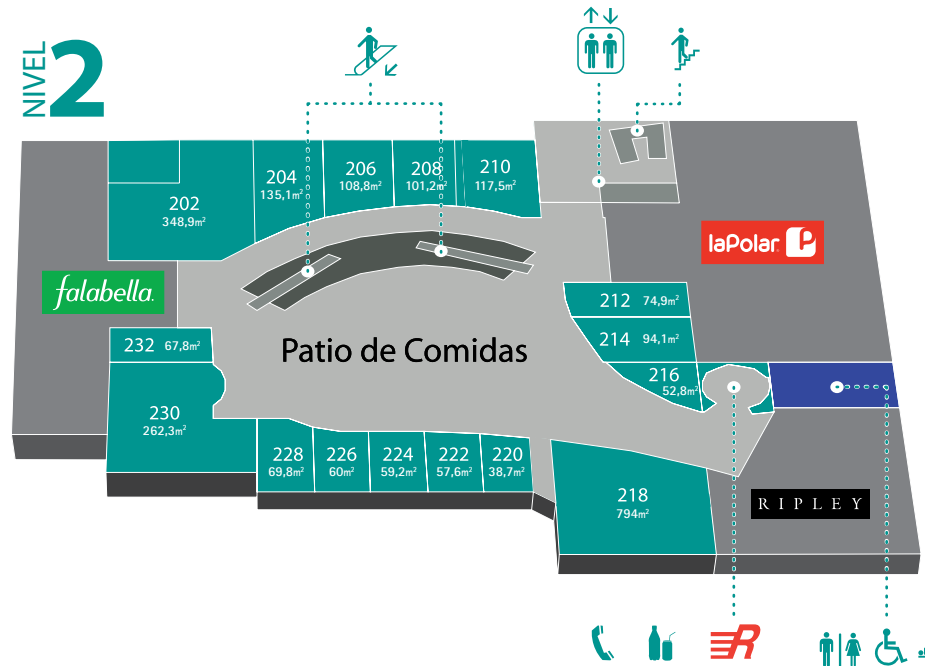 NIVEL 2
202
348,9m²
204
135,1m²
206
108,8m²
208
101,2m²
210
117,5m²
laPolar. P
falabella.
212 74,9m²
214 94,1m²
216
52,8m²
232 67,8m²
Patio de Comidas
230
262,3m²
228
69,8m²
226
60m²
224
59,2m²
222
57,6m²
220
38,7m²
218
794m²
RIPLEY
R